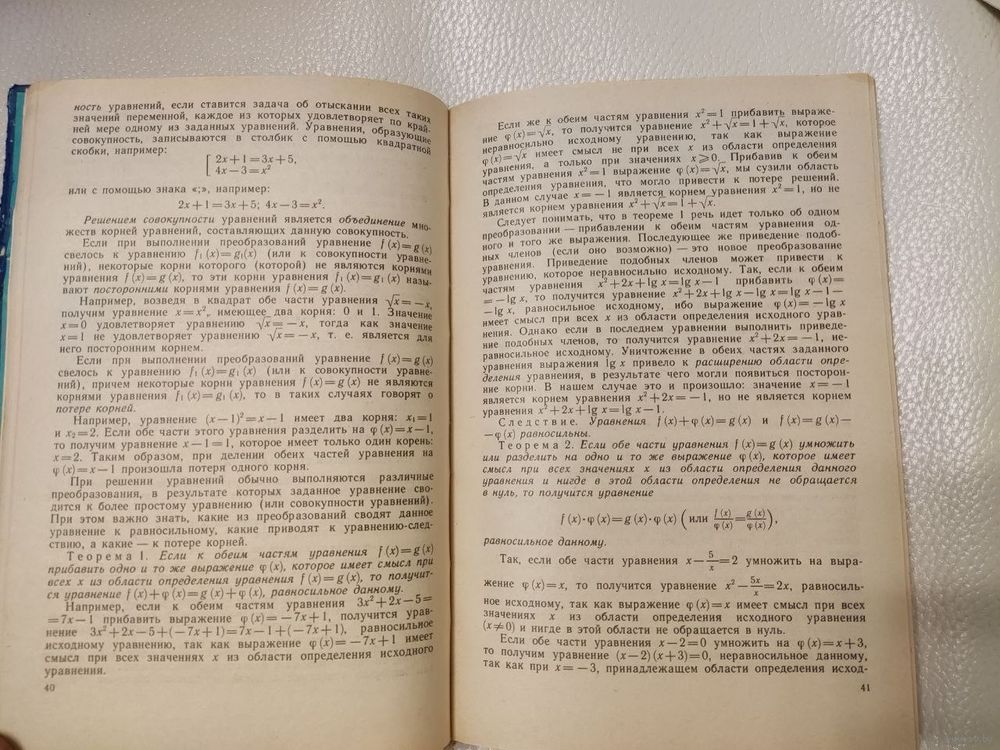 ность уравнений, если ставится задача об отыскании всех таких
значений переменной, каждое из которых удовлетворяет по край-
ней мере одному из заданных уравнений. Уравнения, образующие
совокупность, записываются в столбик с помощью квадратной
скобки, например:
[ 2x+1=3x+5,
4x−3=x²
или с помощью знака «;», например:
2x+1=3x+5; 4x−3=x².
Решением совокупности уравнений является объединение мно-
жеств корней уравнений, составляющих данную совокупность.
Если при выполнении преобразований уравнение f(x)=g(x)
свелось к уравнению f₁(x)=g₁(x) (или к совокупности уравне-
ний), некоторые корни которого (которой) не являются корнями
уравнения f(x)=g(x), то эти корни уравнения f₁(x)=g₁(x) назы-
вают посторонними корнями уравнения f(x)=g(x).
Например, возведя в квадрат обе части уравнения √x=−x,
получим уравнение x=x², имеющее два корня: 0 и 1. Значение
x=0 удовлетворяет уравнению √x=−x, тогда как значение
x=1 не удовлетворяет уравнению √x=−x, т. е. является для
него посторонним корнем.
Если при выполнении преобразований уравнение f(x)=g(x)
свелось к уравнению f₁(x)=g₁(x) (или к совокупности уравне-
ний), причем некоторые корни уравнения f(x)=g(x) не являются
корнями уравнения f₁(x)=g₁(x), то в таких случаях говорят о
потере корней.
Например, уравнение (x−1)²=x−1 имеет два корня: x₁=1
и x₂=2. Если обе части этого уравнения разделить на φ(x)=x−1,
то получим уравнение x−1=1, которое имеет только один корень:
x=2. Таким образом, при делении обеих частей уравнения на
φ(x)=x−1 произошла потеря одного корня.
При решении уравнений обычно выполняются различные
преобразования, в результате которых заданное уравнение сво-
дится к более простому уравнению (или совокупности уравнений).
При этом важно знать, какие из преобразований сводят данное
уравнение к равносильному, какие приводят к уравнению-след-
ствию, а какие — к потере корней.
Теорема 1. Если к обеим частям уравнения f(x)=g(x)
прибавить одно и то же выражение φ(x), которое имеет смысл при
всех x из области определения уравнения f(x)=g(x), то получит-
ся уравнение f(x)+φ(x)=g(x)+φ(x), равносильное данному.
Например, если к обеим частям уравнения 3x²+2x−5=
=7x−1 прибавить выражение φ(x)=−7x+1, получится урав-
нение 3x²+2x−5+(−7x+1)=7x−1+(−7x+1), равносильное
исходному уравнению, так как выражение φ(x)=−7x+1 имеет
смысл при всех значениях x из области определения исходного
уравнения.
40
Если же к обеим частям уравнения x²=1 прибавить выраже-
ние φ(x)=√x, то получится уравнение x²+√x=1+√x, которое
неравносильно исходному уравнению, так как выражение
φ(x)=√x имеет смысл не при всех x из области определения
уравнения, а только при значениях x⩾0. Прибавив к обеим
частям уравнения x²=1 выражение φ(x)=√x, мы сузили область
определения уравнения, что могло привести к потере решений.
В данном случае x=−1 является корнем уравнения x²=1, но не
является корнем уравнения x²+√x=1+√x.
Следует понимать, что в теореме 1 речь идет только об одном
преобразовании — прибавлении к обеим частям уравнения од-
ного и того же выражения. Последующее же приведение подоб-
ных членов (если оно возможно) — это новое преобразование
уравнения. Приведение подобных членов может привести к
уравнению, которое неравносильно исходному. Так, если к обеим
частям уравнения x²+2x+lg x=lg x−1 прибавить φ(x)=
=−lg x, то получится уравнение x²+2x+lg x−lg x=lg x−1−
−lg x, равносильное исходному, ибо выражение φ(x)=−lg x
имеет смысл при всех x из области определения исходного урав-
нения. Однако если в последнем уравнении выполнить приведе-
ние подобных членов, то получится уравнение x²+2x=−1, не-
равносильное исходному. Уничтожение в обеих частях заданного
уравнения выражения lg x привело к расширению области опре-
деления уравнения, в результате чего могли появиться посторон-
ние корни. В нашем случае это и произошло: значение x=−1
является корнем уравнения x²+2x=−1, но не является корнем
уравнения x²+2x+lg x=lg x−1.
Следствие. Уравнения f(x)+φ(x)=g(x) и f(x)=g(x)−
−φ(x) равносильны.
Теорема 2. Если обе части уравнения f(x)=g(x) умножить
или разделить на одно и то же выражение φ(x), которое имеет
смысл при всех значениях x из области определения данного
уравнения и нигде в этой области определения не обращается
в нуль, то получится уравнение
f(x)·φ(x)=g(x)·φ(x) (или f(x)/φ(x)=g(x)/φ(x)),
равносильное данному.
Так, если обе части уравнения x−5/x=2 умножить на выра-
жение φ(x)=x, то получится уравнение x²−5x/x=2x, равносиль-
ное исходному, так как выражение φ(x)=x имеет смысл при всех
значениях x из области определения исходного уравнения
(x≠0) и нигде в этой области не обращается в нуль.
Если обе части уравнения x−2=0 умножить на φ(x)=x+3,
то получим уравнение (x−2)(x+3)=0, неравносильное данному,
так как при x=−3, принадлежащем области определения исход-
41